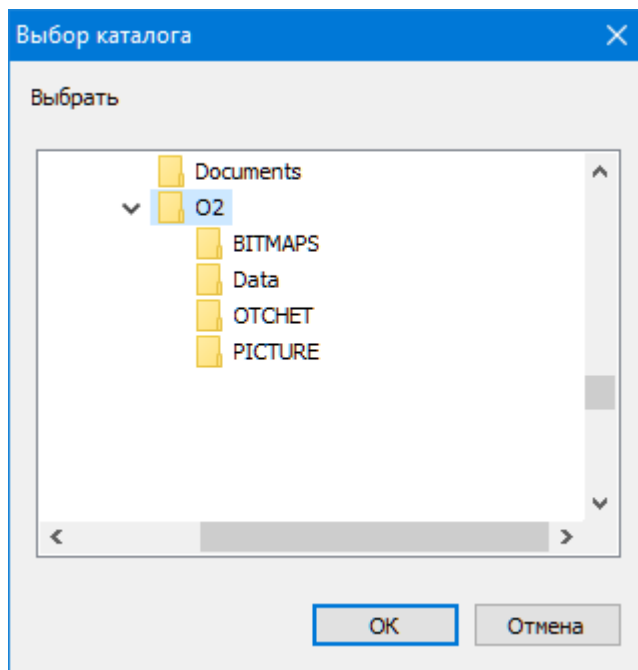 Выбор каталога
Выбрать
Documents
O2
BITMAPS
Data
OTCHET
PICTURE
OK
Отмена